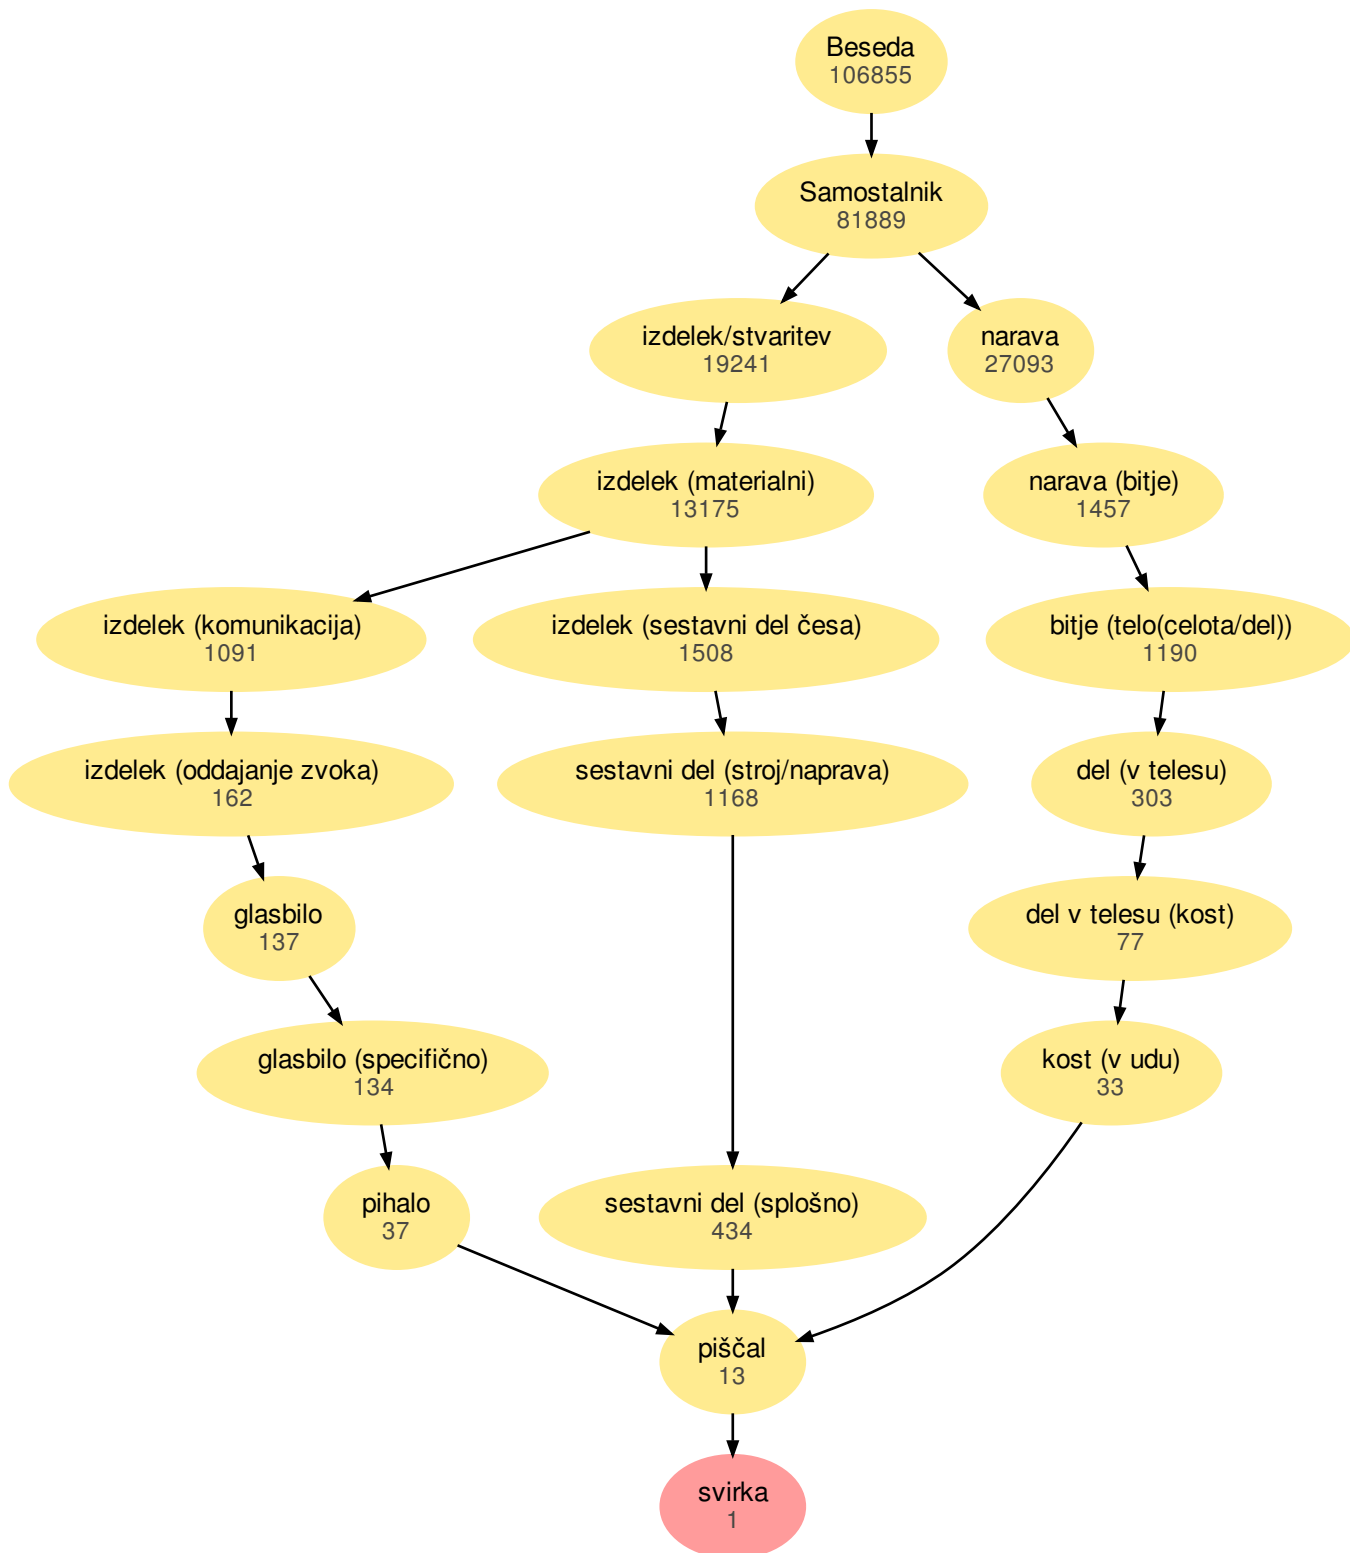 Beseda
106855
Samostalnik
81889
izdelek/stvaritev
19241
narava
27093
izdelek (materialni)
13175
narava (bitje)
1457
izdelek (komunikacija)
1091
izdelek (sestavni del česa)
1508
bitje (telo(celota/del))
1190
izdelek (oddajanje zvoka)
162
sestavni del (stroj/naprava)
1168
del (v telesu)
303
glasbilo
137
del v telesu (kost)
77
glasbilo (specifično)
134
kost (v udu)
33
pihalo
37
sestavni del (splošno)
434
piščal
13
svirka
1